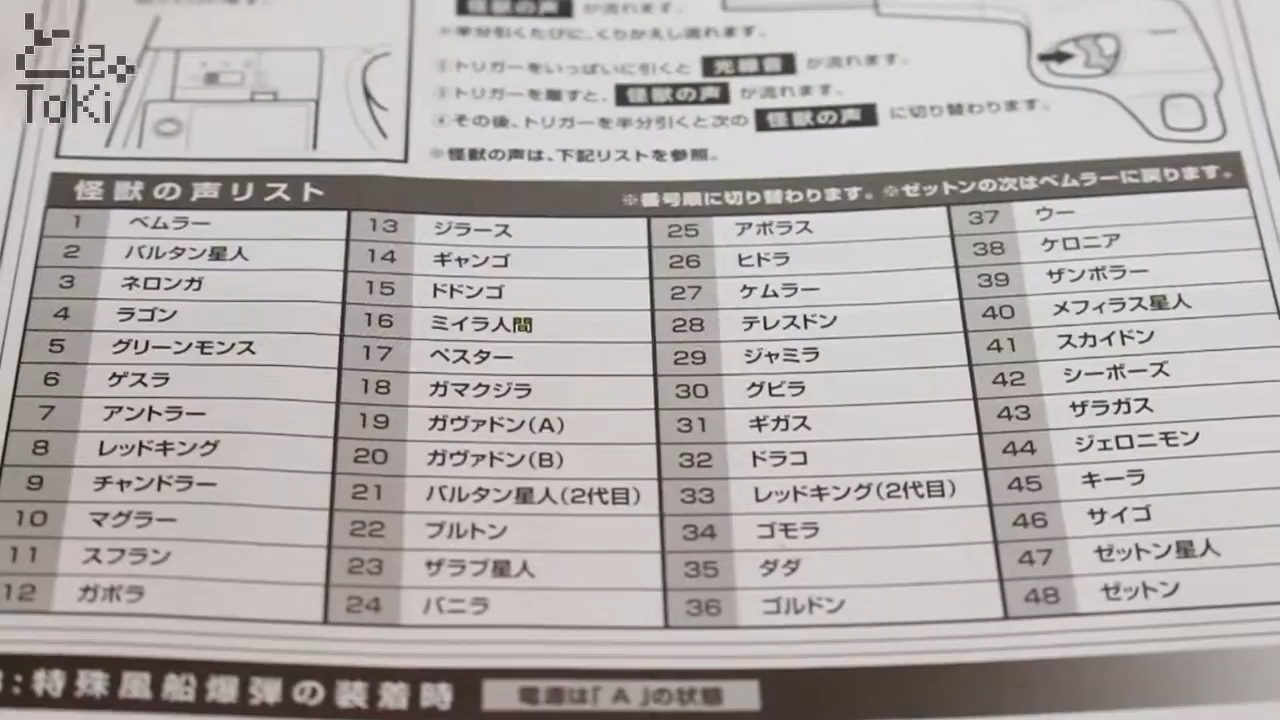 と記
ToKi
怪獣の声 が流れます。
※半分引くたびに、くりかえし流れます。
②トリガーをいっぱいに引くと 光線音 が流れます。
③トリガーを離すと、怪獣の声 が流れます。
④その後、トリガーを半分引くと次の 怪獣の声 に切り替わります。
※怪獣の声は、下記リストを参照。
怪獣の声リスト ※番号順に切り替わります。※ゼットンの次はベムラーに戻ります。
1 ベムラー
2 バルタン星人
3 ネロンガ
4 ラゴン
5 グリーンモンス
6 ゲスラ
7 アントラー
8 レッドキング
9 チャンドラー
10 マグラー
11 スフラン
12 ガボラ
13 ジラース
14 ギャンゴ
15 ドドンゴ
16 ミイラ人間
17 ペスター
18 ガマクジラ
19 ガヴァドン(A)
20 ガヴァドン(B)
21 バルタン星人(2代目)
22 ブルトン
23 ザラブ星人
24 バニラ
25 アボラス
26 ヒドラ
27 ケムラー
28 テレスドン
29 ジャミラ
30 グビラ
31 ギガス
32 ドラコ
33 レッドキング(2代目)
34 ゴモラ
35 ダダ
36 ゴルドン
37 ウー
38 ケロニア
39 ザンボラー
40 メフィラス星人
41 スカイドン
42 シーボーズ
43 ザラガス
44 ジェロニモン
45 キーラ
46 サイゴ
47 ゼットン星人
48 ゼットン
3:特殊風船爆弾の装着時 電源は「A」の状態